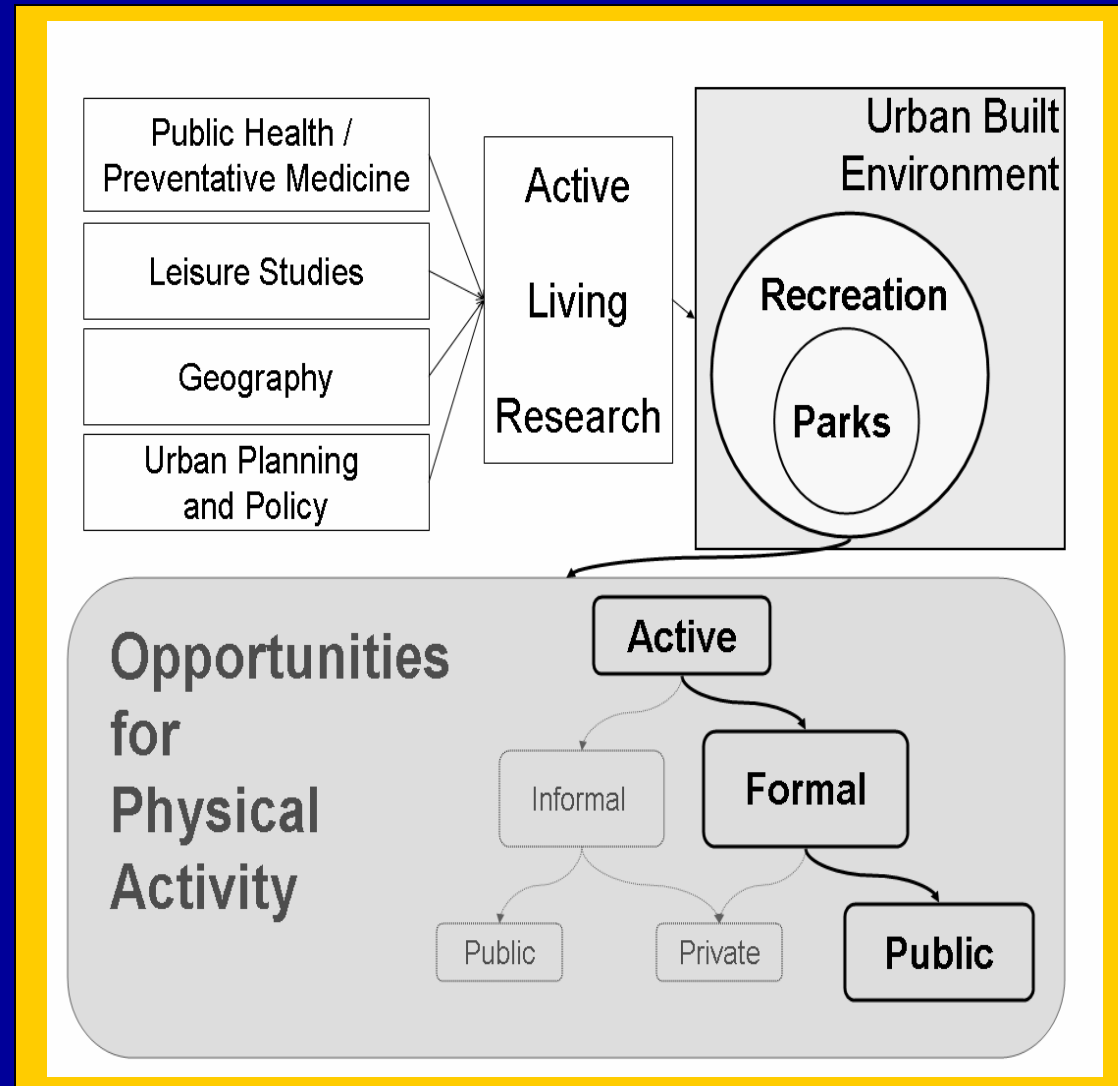 Public Health /
Preventative Medicine
Leisure Studies
Geography
Urban Planning
and Policy
Active
Living
Research
Urban Built
Environment
Recreation
Parks
Opportunities
for
Physical
Activity
Active
Informal
Formal
Public
Private
Public